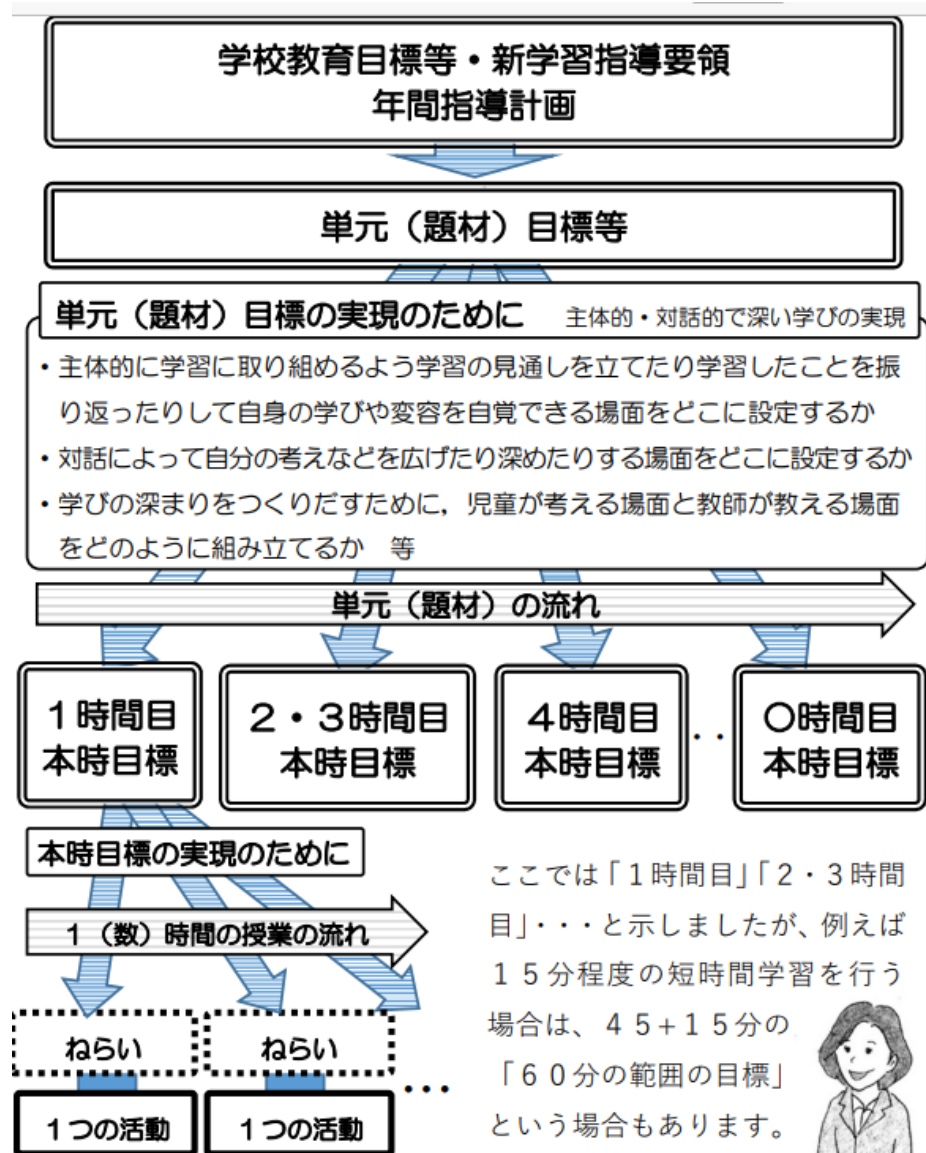 学校教育目標等・新学習指導要領
年間指導計画
単元（題材）目標等
単元（題材）目標の実現のために　主体的・対話的で深い学びの実現
・主体的に学習に取り組めるよう学習の見通しを立てたり学習したことを振
り返ったりして自身の学びや変容を自覚できる場面をどこに設定するか
・対話によって自分の考えなどを広げたり深めたりする場面をどこに設定するか
・学びの深まりをつくりだすために，児童が考える場面と教師が教える場面
をどのように組み立てるか　等
単元（題材）の流れ
１時間目
本時目標
２・３時間目
本時目標
４時間目
本時目標
・・
〇時間目
本時目標
本時目標の実現のために
１（数）時間の授業の流れ
ねらい
１つの活動
ねらい
１つの活動
・・・
ここでは「１時間目」「２・３時間
目」・・・と示しましたが、例えば
１５分程度の短時間学習を行う
場合は、４５+１５分の
「６０分の範囲の目標」
という場合もあります。